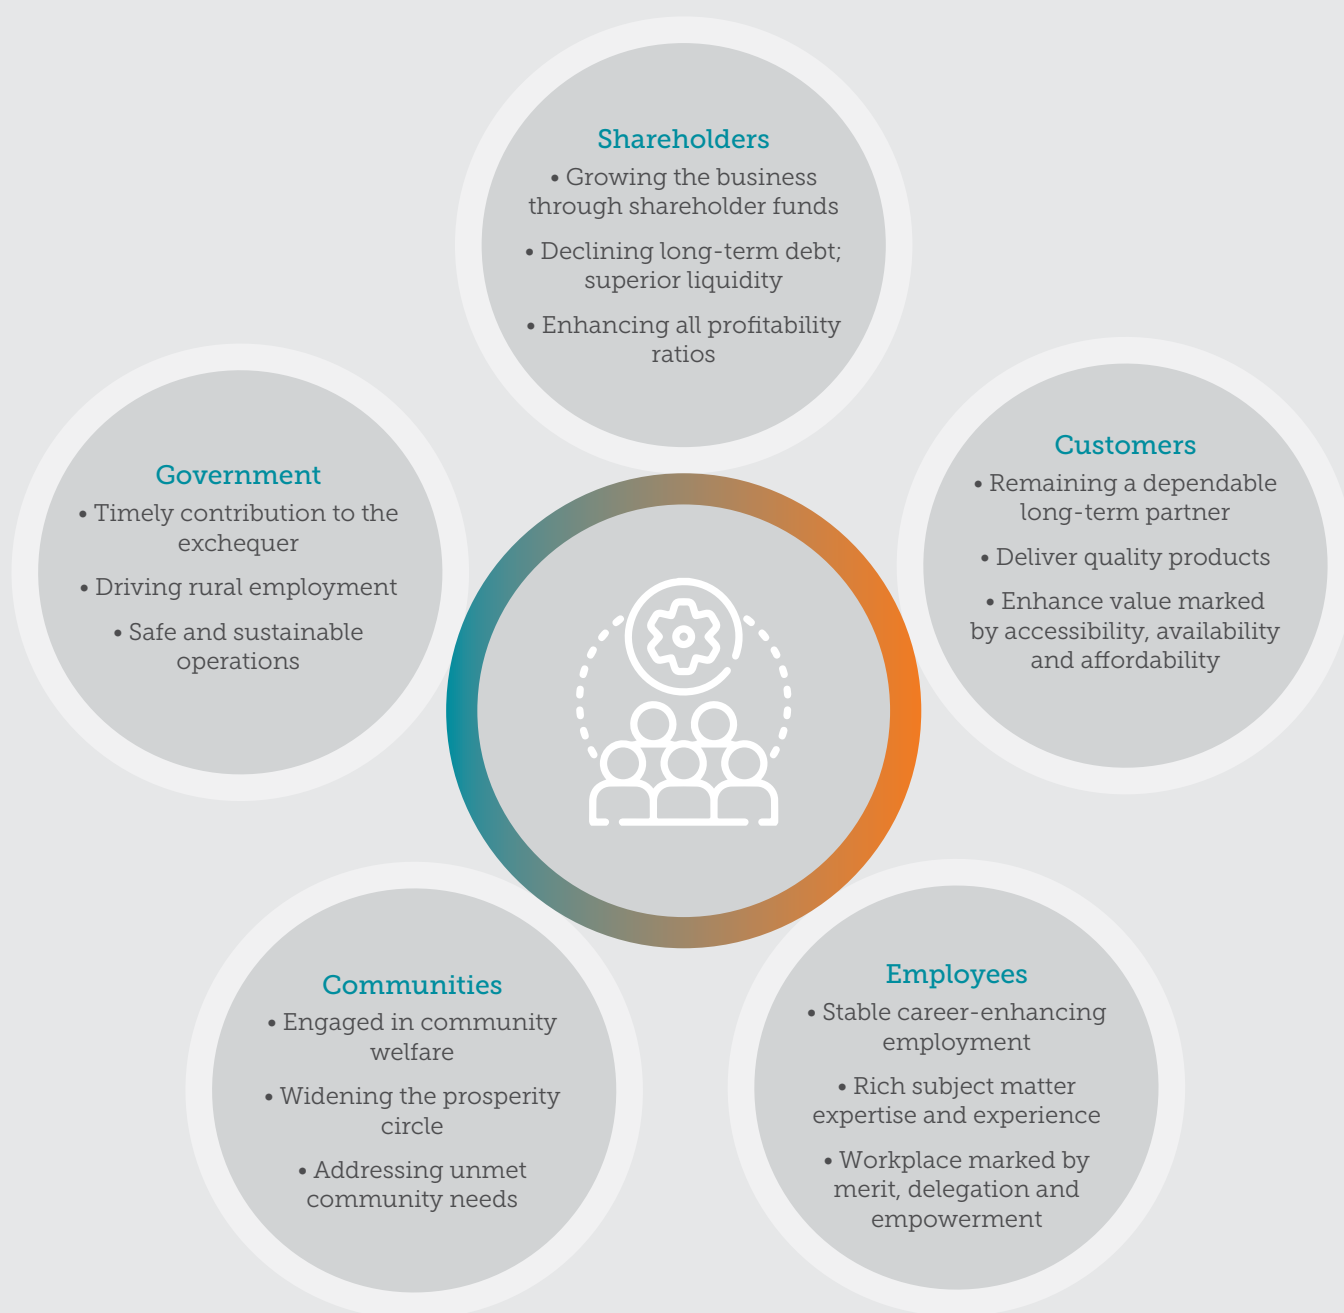 Shareholders
• Growing the business
through shareholder funds
• Declining long-term debt;
superior liquidity
• Enhancing all profitability
ratios
Customers
• Remaining a dependable
long-term partner
• Deliver quality products
• Enhance value marked
by accessibility, availability
and affordability
Employees
• Stable career-enhancing
employment
• Rich subject matter
expertise and experience
• Workplace marked by
merit, delegation and
empowerment
Communities
• Engaged in community
welfare
• Widening the prosperity
circle
• Addressing unmet
community needs
Government
• Timely contribution to the
exchequer
• Driving rural employment
• Safe and sustainable
operations